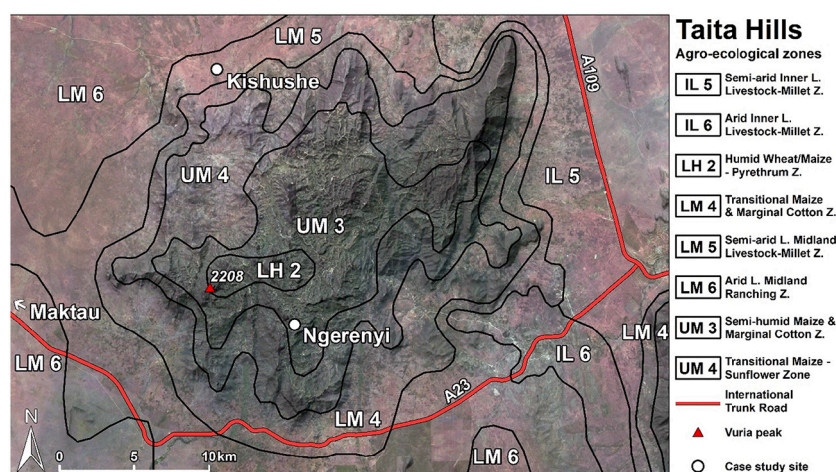 LM 5
Kishushe
LM 6
A109
UM 4
IL 5
UM 3
LH 2
2208
Maktau
Ngerenyi
LM 4
LM 6
IL 6
A23
LM 4
LM 6
N
0 5 10km
Taita Hills
Agro-ecological zones
IL 5 Semi-arid Inner L.
Livestock-Millet Z.
IL 6 Arid Inner L.
Livestock-Millet Z.
LH 2 Humid Wheat/Maize
- Pyrethrum Z.
LM 4 Transitional Maize
& Marginal Cotton Z.
LM 5 Semi-arid L. Midland
Livestock-Millet Z.
LM 6 Arid L. Midland
Ranching Z.
UM 3 Semi-humid Maize &
Marginal Cotton Z.
UM 4 Transitional Maize -
Sunflower Zone
International
Trunk Road
Vuria peak
Case study site